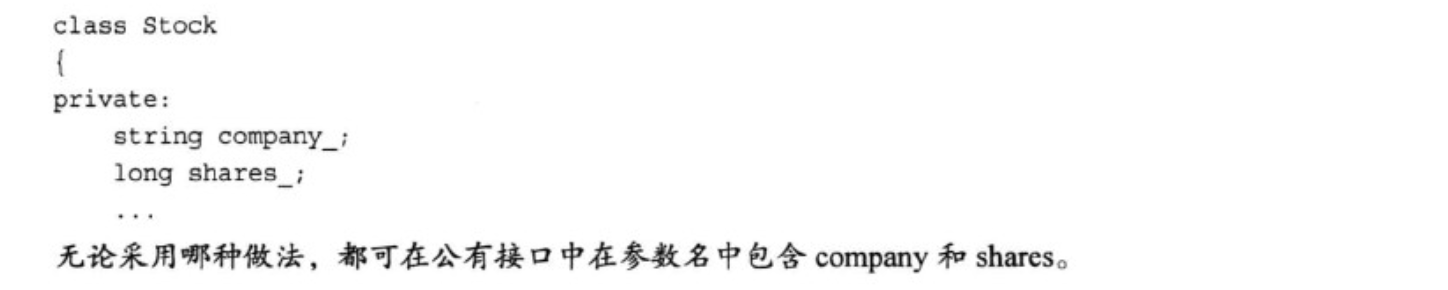 class Stock
{
private:
    string company_;
    long shares_;
    ...
无论采用哪种做法，都可在公有接口中在参数名中包含 company 和 shares。